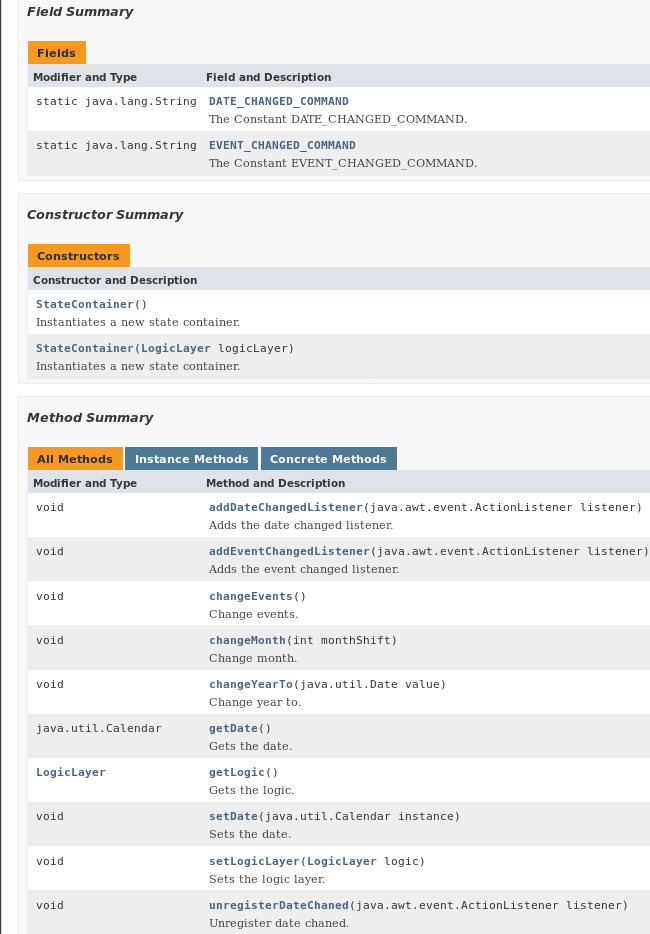 Field Summary
Fields
Modifier and Type Field and Description
static java.lang.String DATE_CHANGED_COMMAND
The Constant DATE_CHANGED_COMMAND.
static java.lang.String EVENT_CHANGED_COMMAND
The Constant EVENT_CHANGED_COMMAND.
Constructor Summary
Constructors
Constructor and Description
StateContainer()
Instantiates a new state container.
StateContainer(LogicLayer logicLayer)
Instantiates a new state container.
Method Summary
All Methods Instance Methods Concrete Methods
Modifier and Type Method and Description
void addDateChangedListener(java.awt.event.ActionListener listener)
Adds the date changed listener.
void addEventChangedListener(java.awt.event.ActionListener listener)
Adds the event changed listener.
void changeEvents()
Change events.
void changeMonth(int monthShift)
Change month.
void changeYearTo(java.util.Date value)
Change year to.
java.util.Calendar getDate()
Gets the date.
LogicLayer getLogic()
Gets the logic.
void setDate(java.util.Calendar instance)
Sets the date.
void setLogicLayer(LogicLayer logic)
Sets the logic layer.
void unregisterDateChaned(java.awt.event.ActionListener listener)
Unregister date chaned.